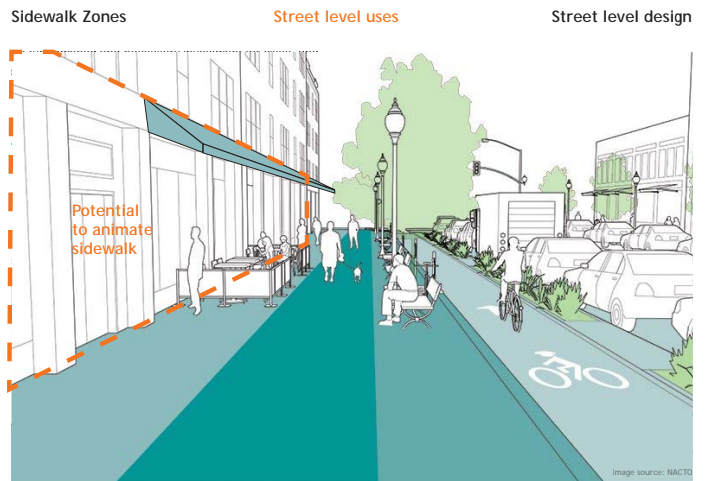 Sidewalk Zones
Street level uses
Street level design
Potential
to animate
sidewalk
Image source: NACTO